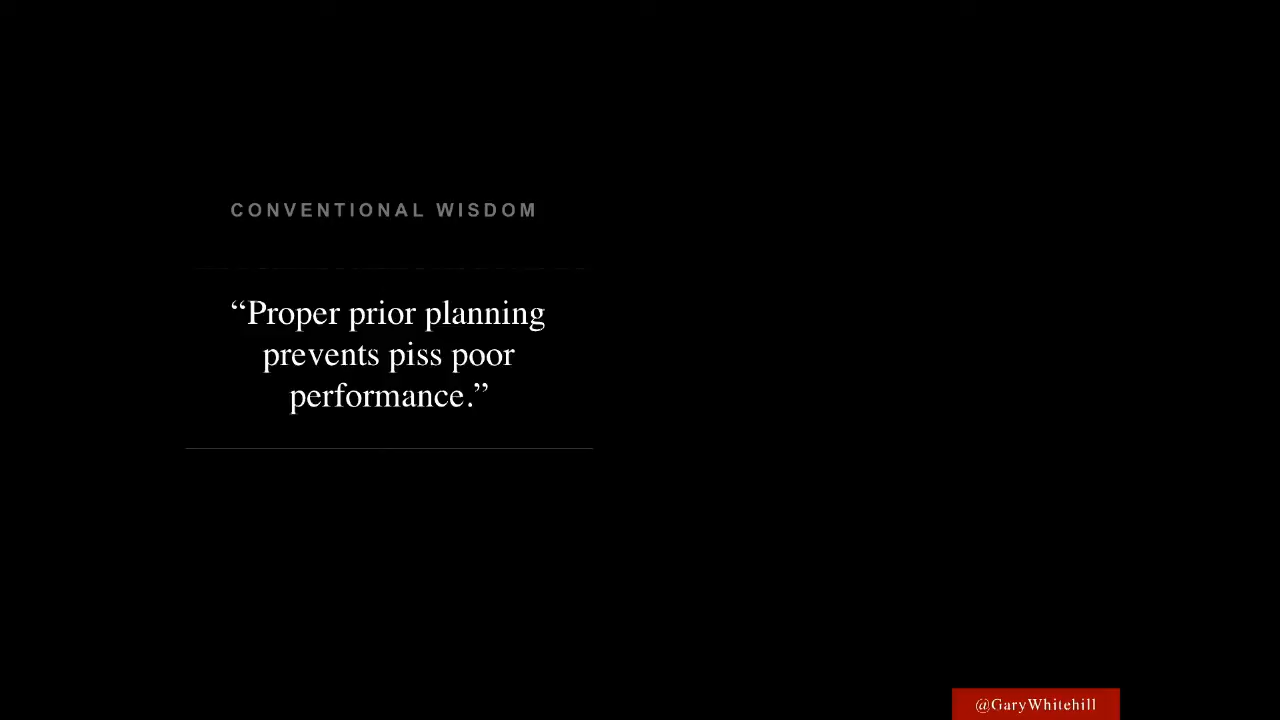 CONVENTIONAL WISDOM
“Proper prior planning
prevents piss poor
performance.”
@GaryWhitehill